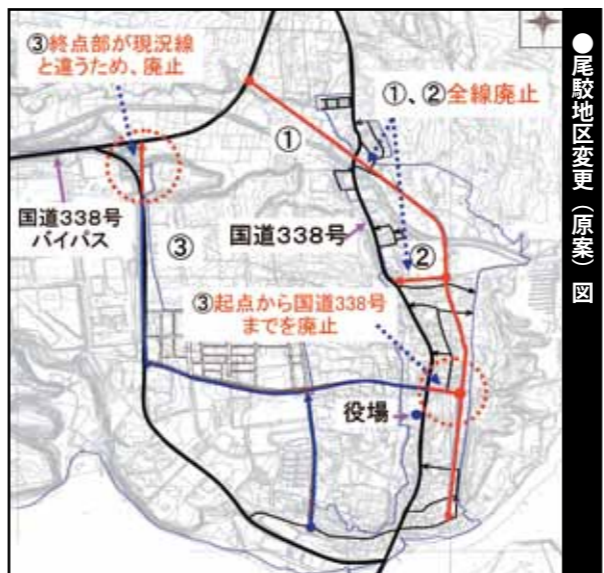 ●尾駮地区変更(原案)図
③終点部が現況線
と違うため、廃止
①、②全線廃止
①
国道338号
バイパス
③
国道338号
②
③起点から国道338号
までを廃止
役場